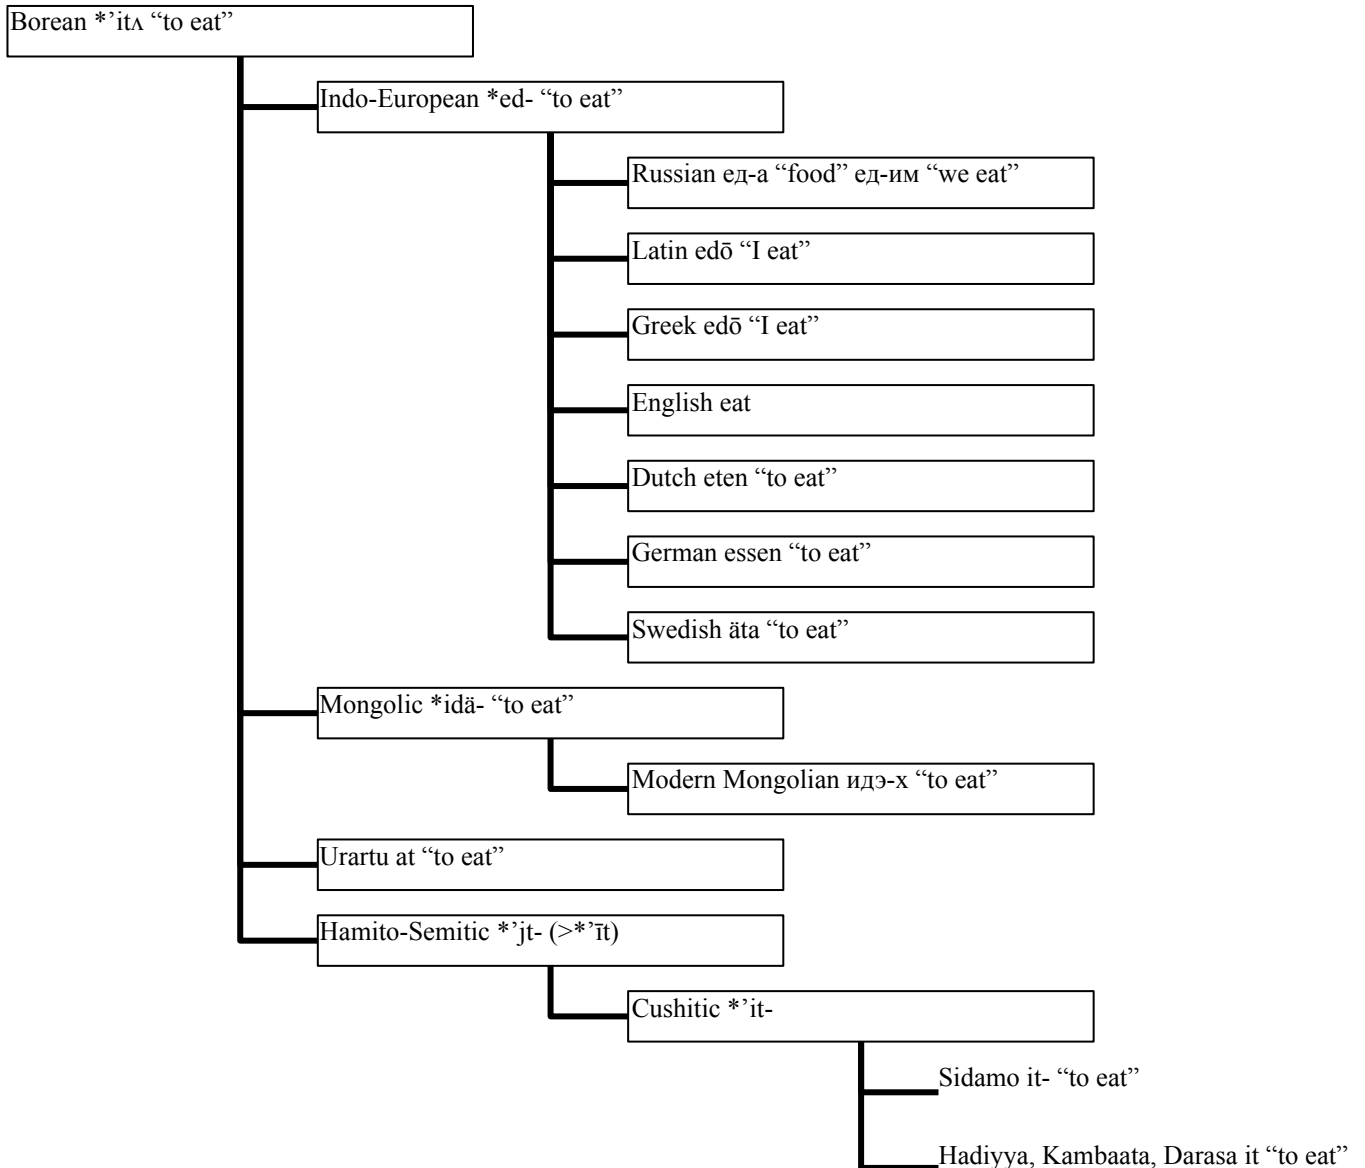 Borean *’itʌ “to eat”
Indo-European *ed- “to eat”
Russian ед-а “food” ед-им “we eat”
Latin edō “I eat”
Greek edō “I eat”
English eat
Dutch eten “to eat”
German essen “to eat”
Swedish äta “to eat”
Mongolic *idä- “to eat”
Modern Mongolian идэ-х “to eat”
Urartu at “to eat”
Hamito-Semitic *’jt- (>*’īt)
Cushitic *’it-
Sidamo it- “to eat”
Hadiyya, Kambaata, Darasa it “to eat”